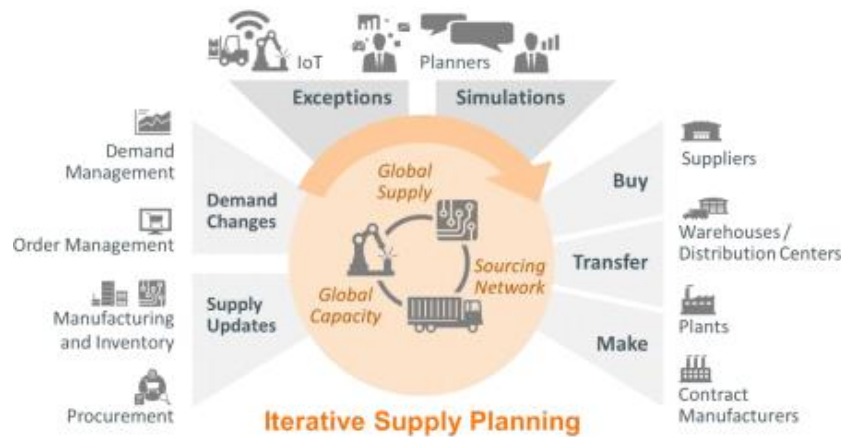 IoT
Planners
Exceptions
Simulations
Demand
Management
Order Management
Manufacturing
and Inventory
Procurement
Demand
Changes
Supply
Updates
Global
Supply
Sourcing
Network
Global
Capacity
Buy
Transfer
Make
Suppliers
Warehouses /
Distribution Centers
Plants
Contract
Manufacturers
Iterative Supply Planning